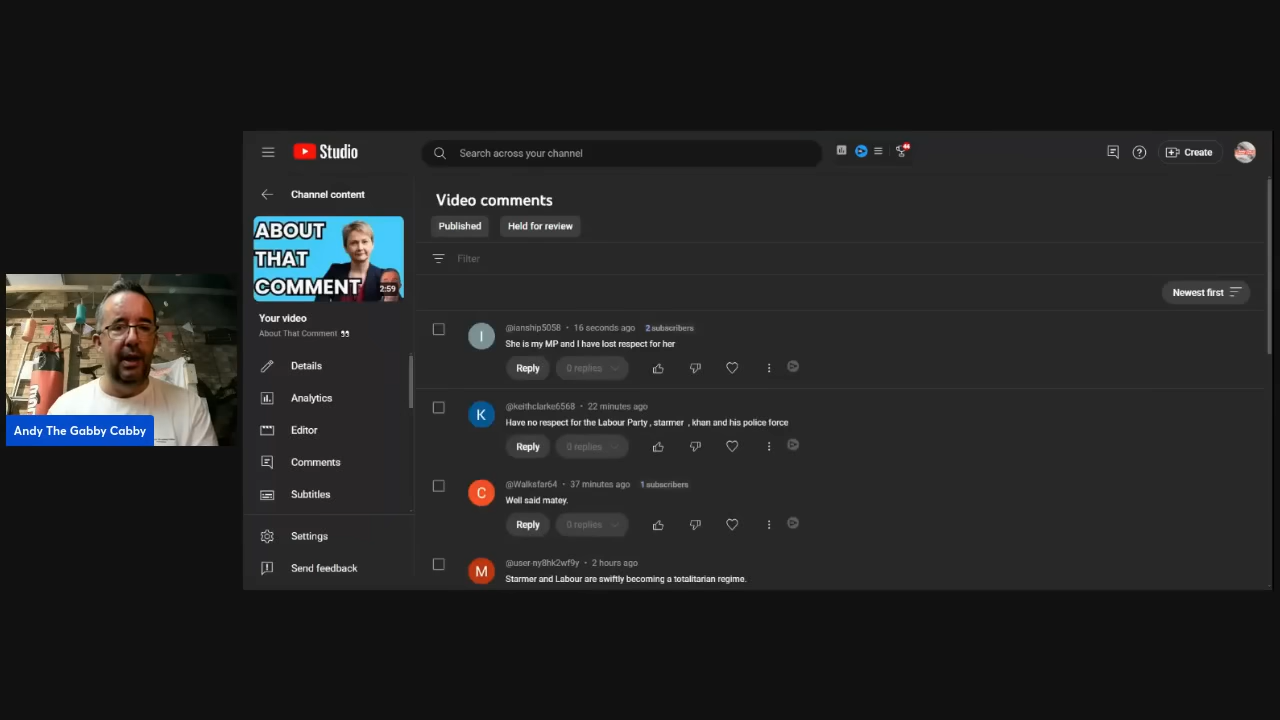 Studio
Search across your channel
Create
Channel content
Video comments
Published
Held for review
ABOUT
THAT
COMMENT
2:59
Filter
Newest first
Your video
About That Comment
@ianship5058 • 16 seconds ago 2 subscribers
She is my MP and I have lost respect for her
Reply 0 replies
Details
Analytics
Editor
Comments
Subtitles
Settings
Send feedback
@keithclarke6568 • 22 minutes ago
Have no respect for the Labour Party , starmer , khan and his police force
Reply 0 replies
@Walksfar64 • 37 minutes ago 1 subscribers
Well said matey.
Reply 0 replies
@user-ny8hk2wf9y • 2 hours ago
Starmer and Labour are swiftly becoming a totalitarian regime.
I
K
C
M
Andy The Gabby Cabby